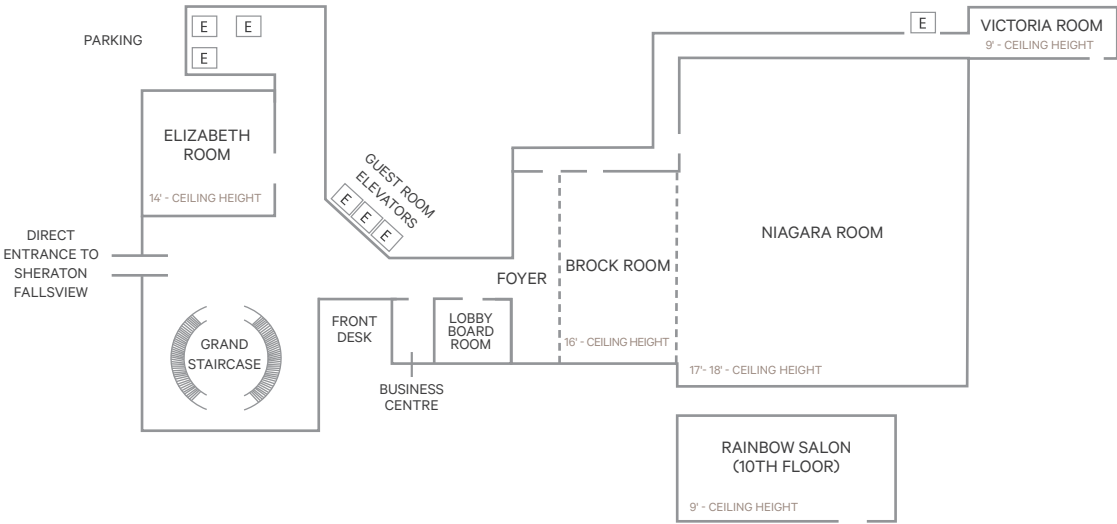 E
E
E
PARKING
VICTORIA ROOM
9' - CEILING HEIGHT
ELIZABETH
ROOM
14' - CEILING HEIGHT
GUEST ROOM
ELEVATORS
E
E
E
E
DIRECT
ENTRANCE TO
SHERATON
FALLSVIEW
FOYER
BROCK ROOM
16' - CEILING HEIGHT
NIAGARA ROOM
17'- 18' - CEILING HEIGHT
GRAND
STAIRCASE
FRONT
DESK
LOBBY
BOARD
ROOM
BUSINESS
CENTRE
RAINBOW SALON
(10TH FLOOR)
9' - CEILING HEIGHT